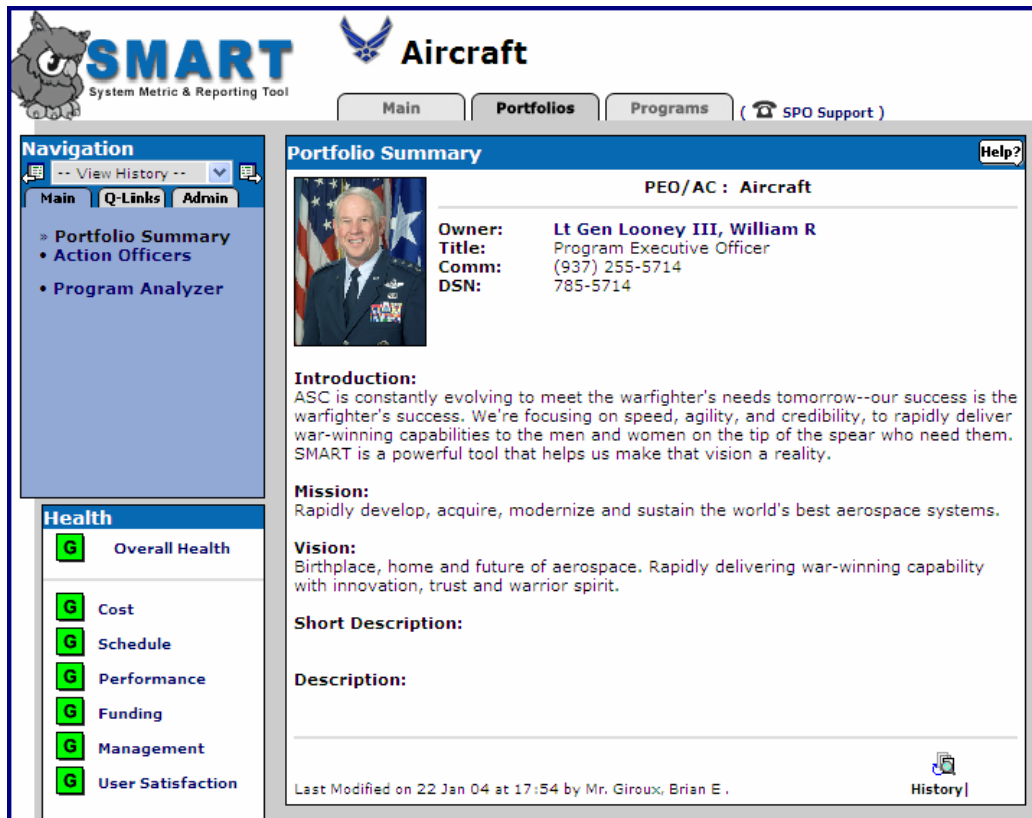 SMART
System Metric & Reporting Tool
Aircraft
Main
Portfolios
Programs
( SPO Support )
Navigation
-- View History --
Main
Q-Links
Admin
» Portfolio Summary
• Action Officers
• Program Analyzer
Health
G Overall Health
G Cost
G Schedule
G Performance
G Funding
G Management
G User Satisfaction
Portfolio Summary
Help?
PEO/AC : Aircraft
Owner: Lt Gen Looney III, William R
Title: Program Executive Officer
Comm: (937) 255-5714
DSN: 785-5714
Introduction:
ASC is constantly evolving to meet the warfighter's needs tomorrow--our success is the
warfighter's success. We're focusing on speed, agility, and credibility, to rapidly deliver
war-winning capabilities to the men and women on the tip of the spear who need them.
SMART is a powerful tool that helps us make that vision a reality.
Mission:
Rapidly develop, acquire, modernize and sustain the world's best aerospace systems.
Vision:
Birthplace, home and future of aerospace. Rapidly delivering war-winning capability
with innovation, trust and warrior spirit.
Short Description:
Description:
Last Modified on 22 Jan 04 at 17:54 by Mr. Giroux, Brian E .
History|